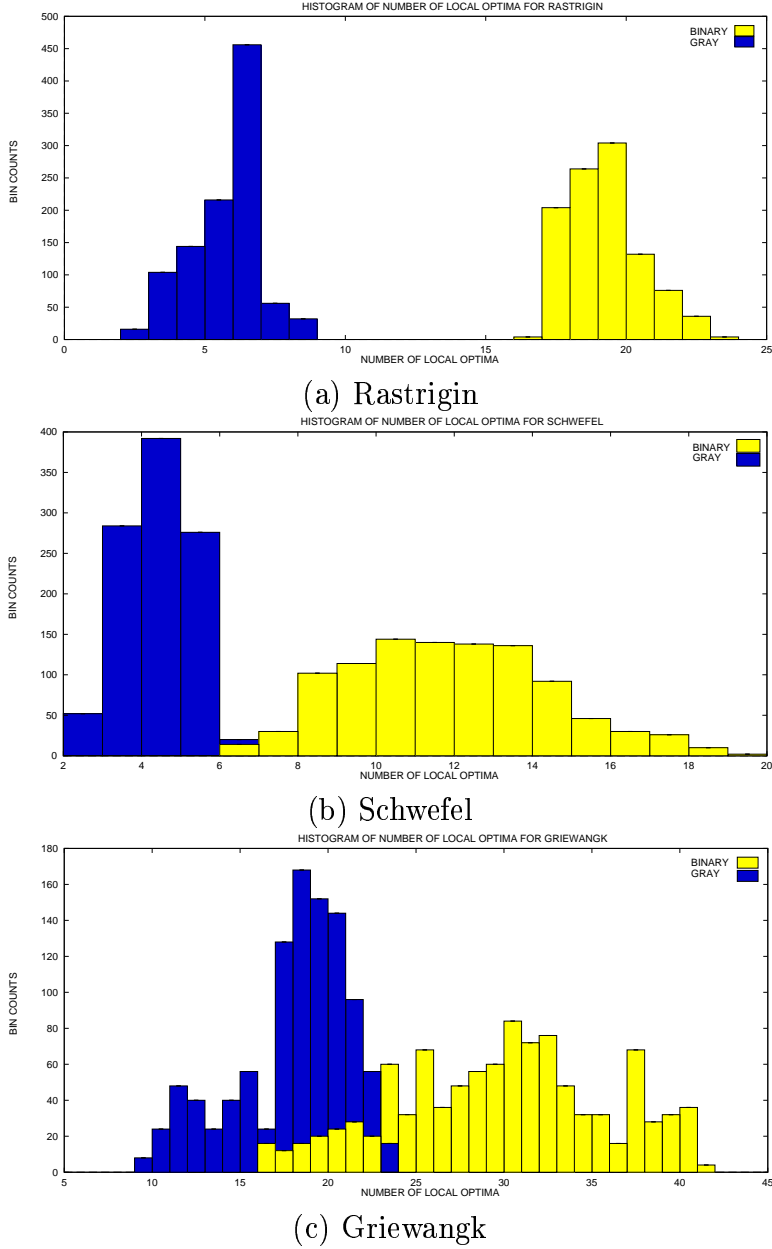 HISTOGRAM OF NUMBER OF LOCAL OPTIMA FOR RASTRIGIN
500
450
400
350
300
250
200
150
100
50
0
BIN COUNTS
BINARY
GRAY
0 5 10 15 20 25
NUMBER OF LOCAL OPTIMA
(a) Rastrigin
HISTOGRAM OF NUMBER OF LOCAL OPTIMA FOR SCHWEFEL
400
350
300
250
200
150
100
50
0
BIN COUNTS
BINARY
GRAY
2 4 6 8 10 12 14 16 18 20
NUMBER OF LOCAL OPTIMA
(b) Schwefel
HISTOGRAM OF NUMBER OF LOCAL OPTIMA FOR GRIEWANGK
180
160
140
120
100
80
60
40
20
0
BIN COUNTS
BINARY
GRAY
5 10 15 20 25 30 35 40 45
NUMBER OF LOCAL OPTIMA
(c) Griewangk